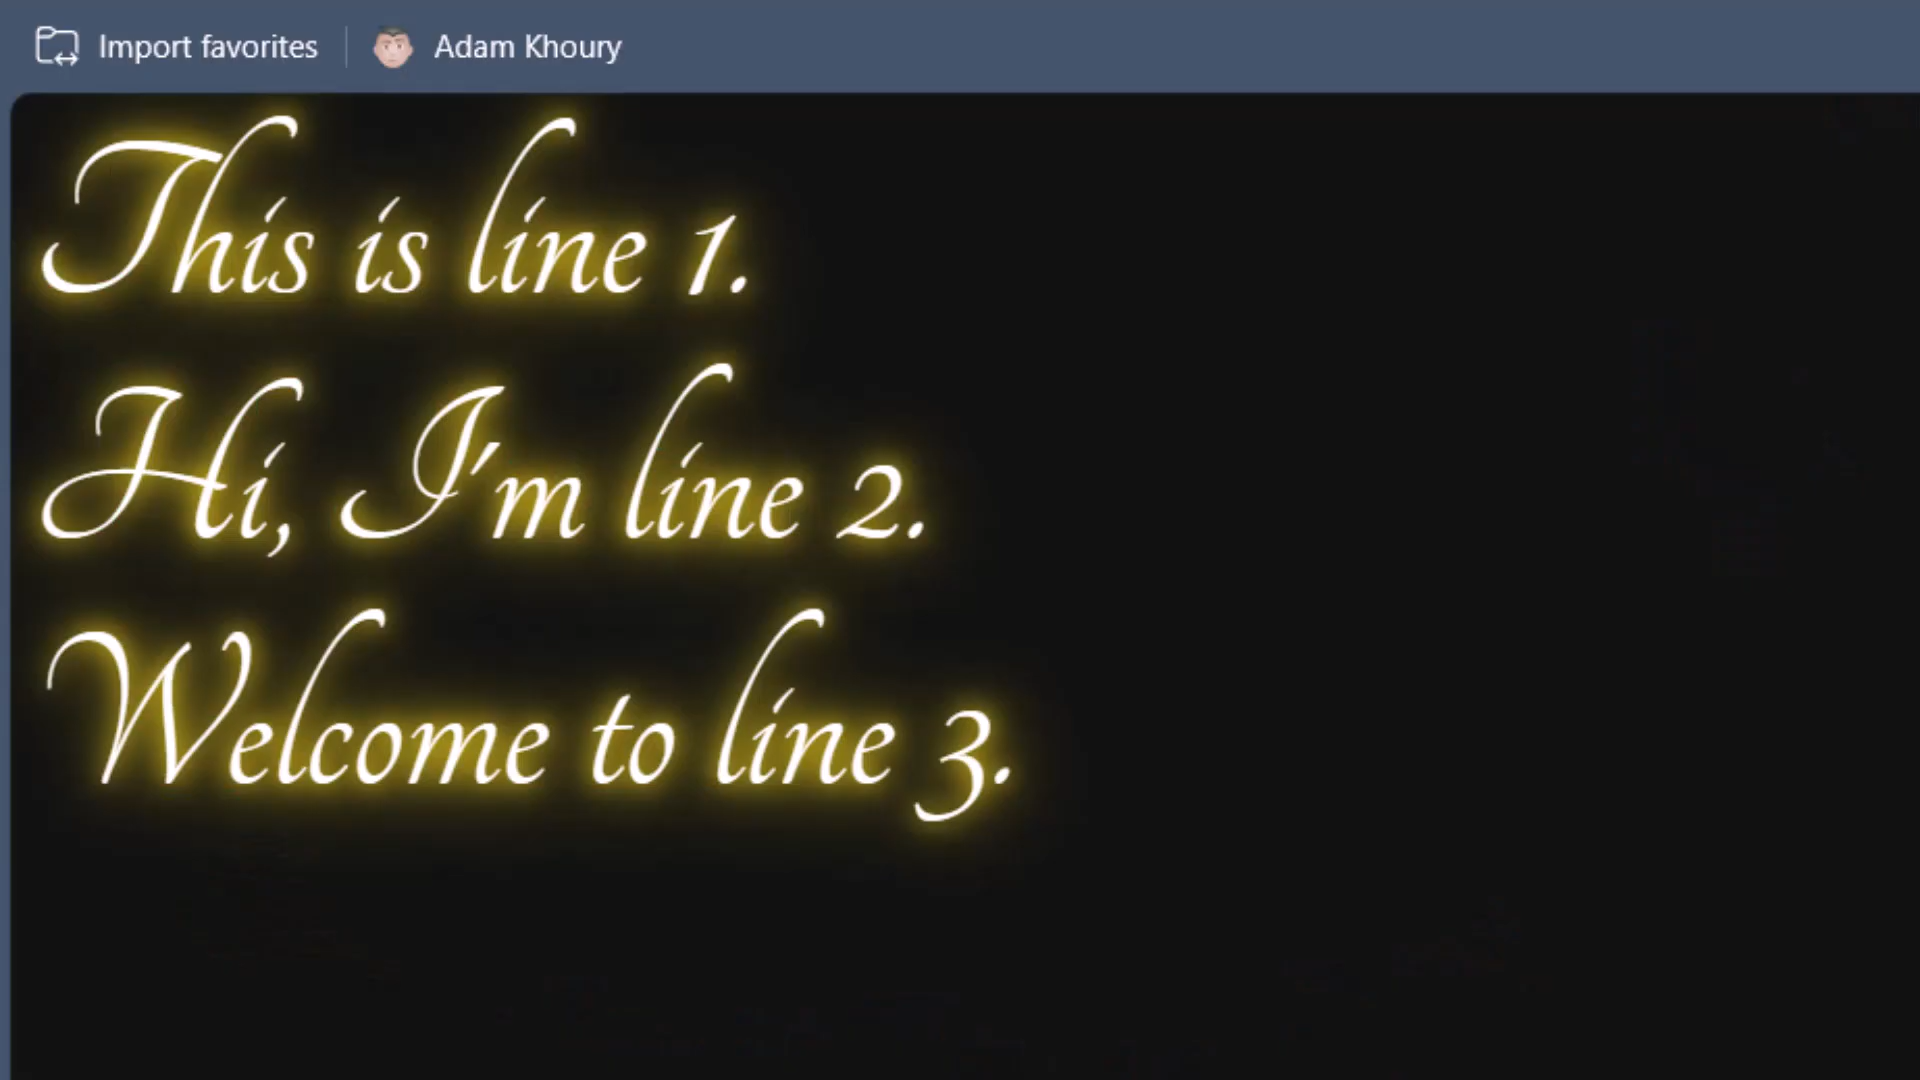 Import favorites Adam Khoury
This is line 1.
Hi, I'm line 2.
Welcome to line 3.